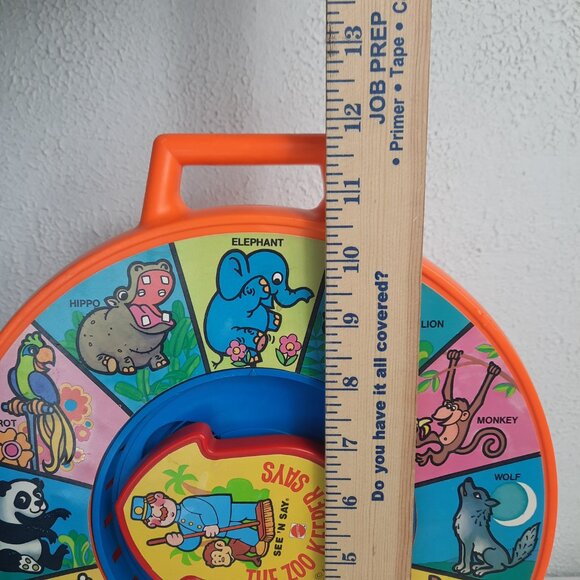 13
12
11
10
9
8
7
6
5
JOB PREP
• Primer • Tape • C
Do you have it all covered?
ELEPHANT
HIPPO
LION
ROT
MONKEY
WOLF
SEE 'N SAY®
THE ZOO KEEPER SAYS